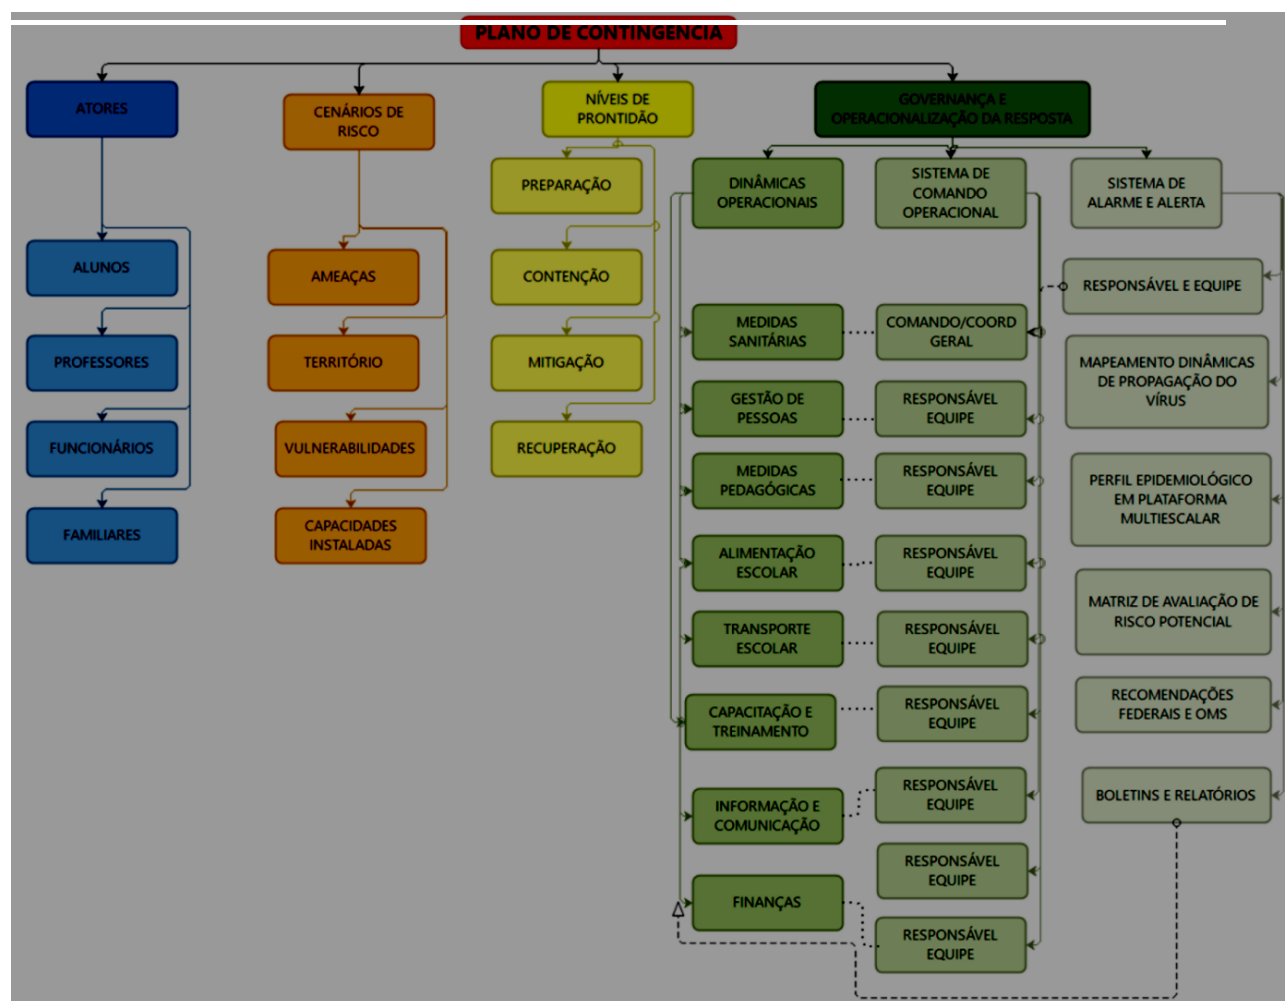 PLANO DE CONTINGÊNCIA
ATORES
CENÁRIOS DE
RISCO
NÍVEIS DE
PRONTIDÃO
GOVERNANÇA E
OPERACIONALIZAÇÃO DA RESPOSTA
ALUNOS
PROFESSORES
FUNCIONÁRIOS
FAMILIARES
AMEAÇAS
TERRITÓRIO
VULNERABILIDADES
CAPACIDADES
INSTALADAS
PREPARAÇÃO
CONTENÇÃO
MITIGAÇÃO
RECUPERAÇÃO
DINÂMICAS
OPERACIONAIS
MEDIDAS
SANITÁRIAS
GESTÃO DE
PESSOAS
MEDIDAS
PEDAGÓGICAS
ALIMENTAÇÃO
ESCOLAR
TRANSPORTE
ESCOLAR
CAPACITAÇÃO E
TREINAMENTO
INFORMAÇÃO E
COMUNICAÇÃO
FINANÇAS
SISTEMA DE
COMANDO
OPERACIONAL
COMANDO/COORD
GERAL
RESPONSÁVEL
EQUIPE
RESPONSÁVEL
EQUIPE
RESPONSÁVEL
EQUIPE
RESPONSÁVEL
EQUIPE
RESPONSÁVEL
EQUIPE
RESPONSÁVEL
EQUIPE
RESPONSÁVEL
EQUIPE
RESPONSÁVEL
EQUIPE
SISTEMA DE
ALARME E ALERTA
RESPONSÁVEL E EQUIPE
MAPEAMENTO DINÂMICAS
DE PROPAGAÇÃO DO
VÍRUS
PERFIL EPIDEMIOLÓGICO
EM PLATAFORMA
MULTIESCALAR
MATRIZ DE AVALIAÇÃO DE
RISCO POTENCIAL
RECOMENDAÇÕES
FEDERAIS E OMS
BOLETINS E RELATÓRIOS